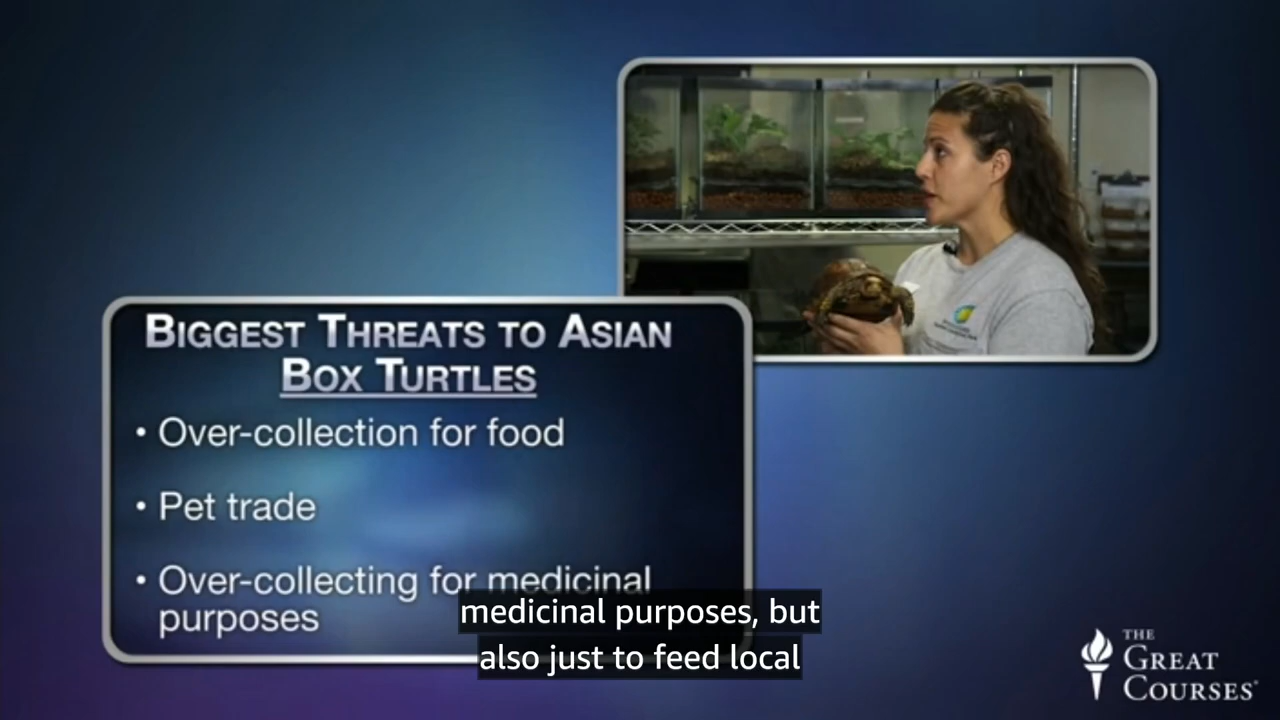 BIGGEST THREATS TO ASIAN
BOX TURTLES
• Over-collection for food
• Pet trade
• Over-collecting for medicinal
purposes
medicinal purposes, but
also just to feed local
THE
GREAT
COURSES®